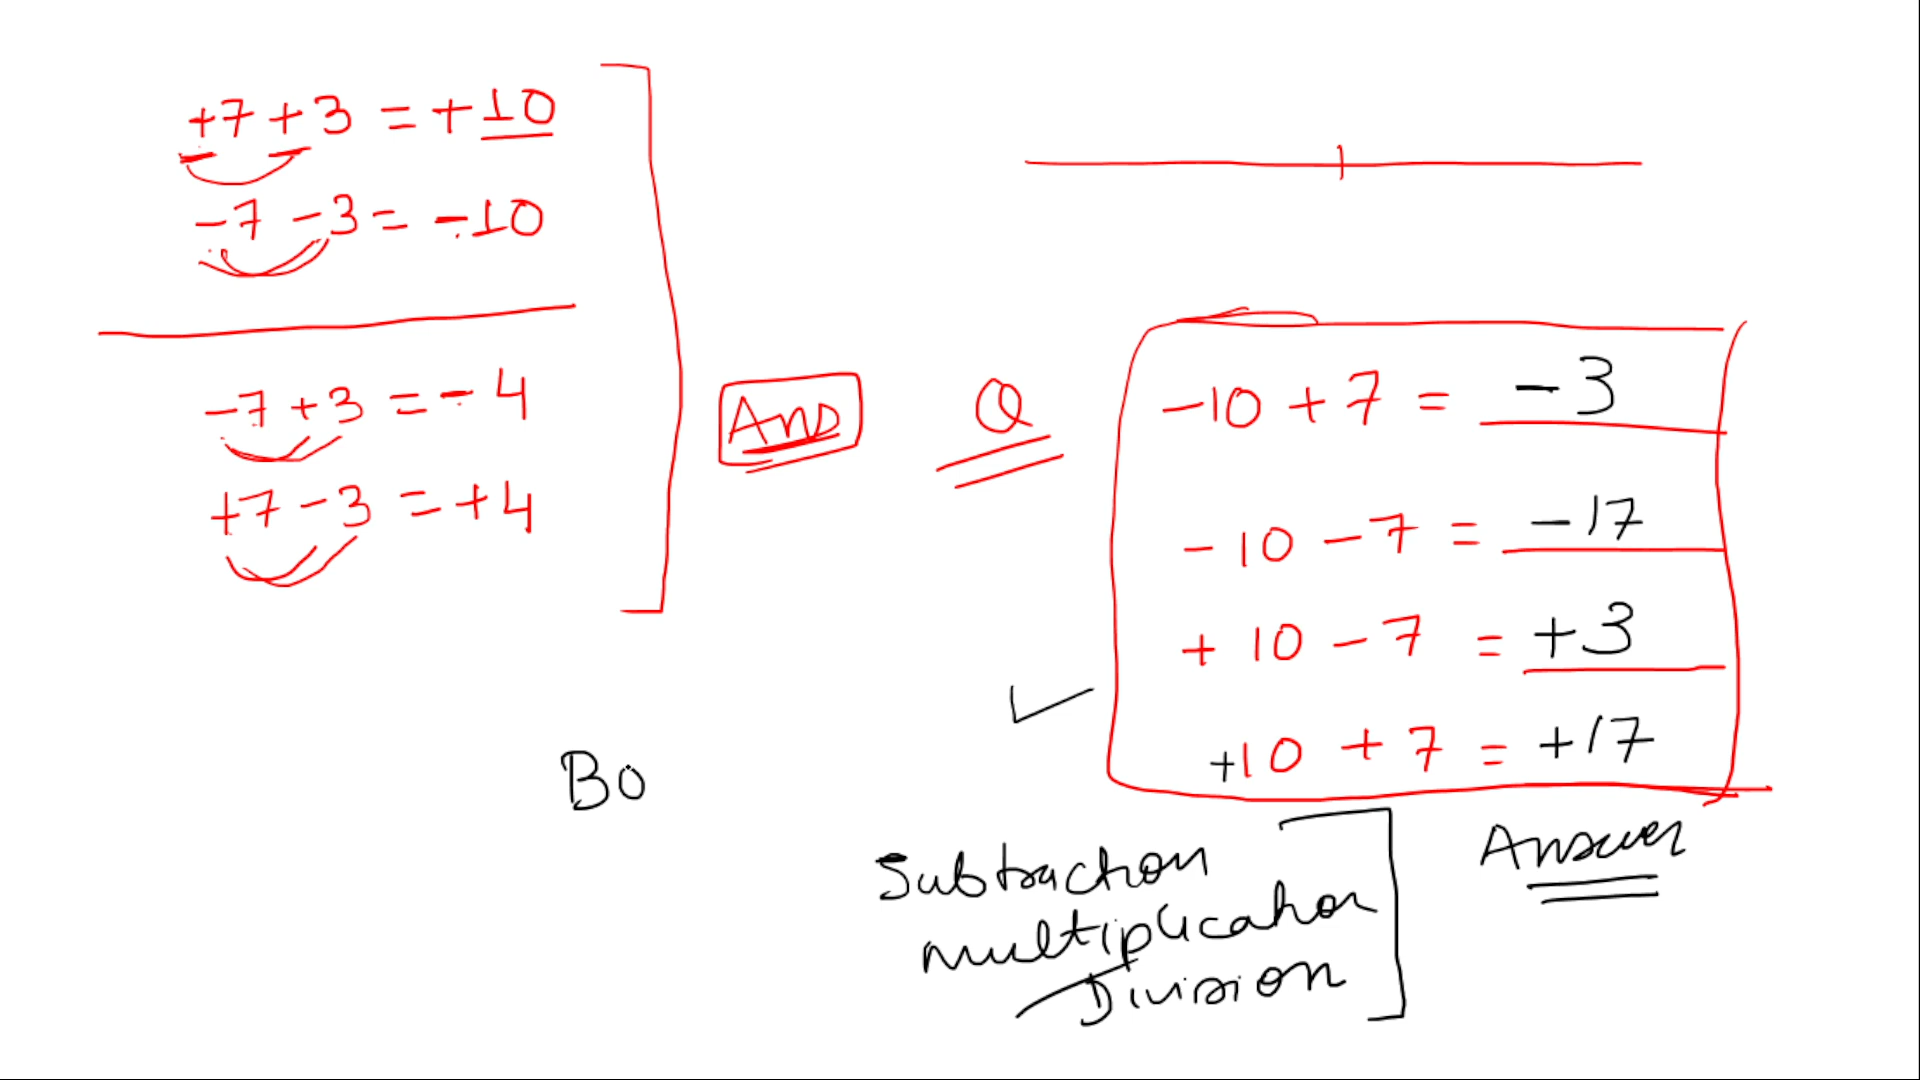 +7 +3 = +10
-7 -3 = -10
-7 +3 = -4
+7 -3 = +4
Ans
Q
-10 +7 = -3
-10 -7 = -17
+10 -7 = +3
+10 +7 = +17
Bo
Answer
Subtraction
Multiplication
Division